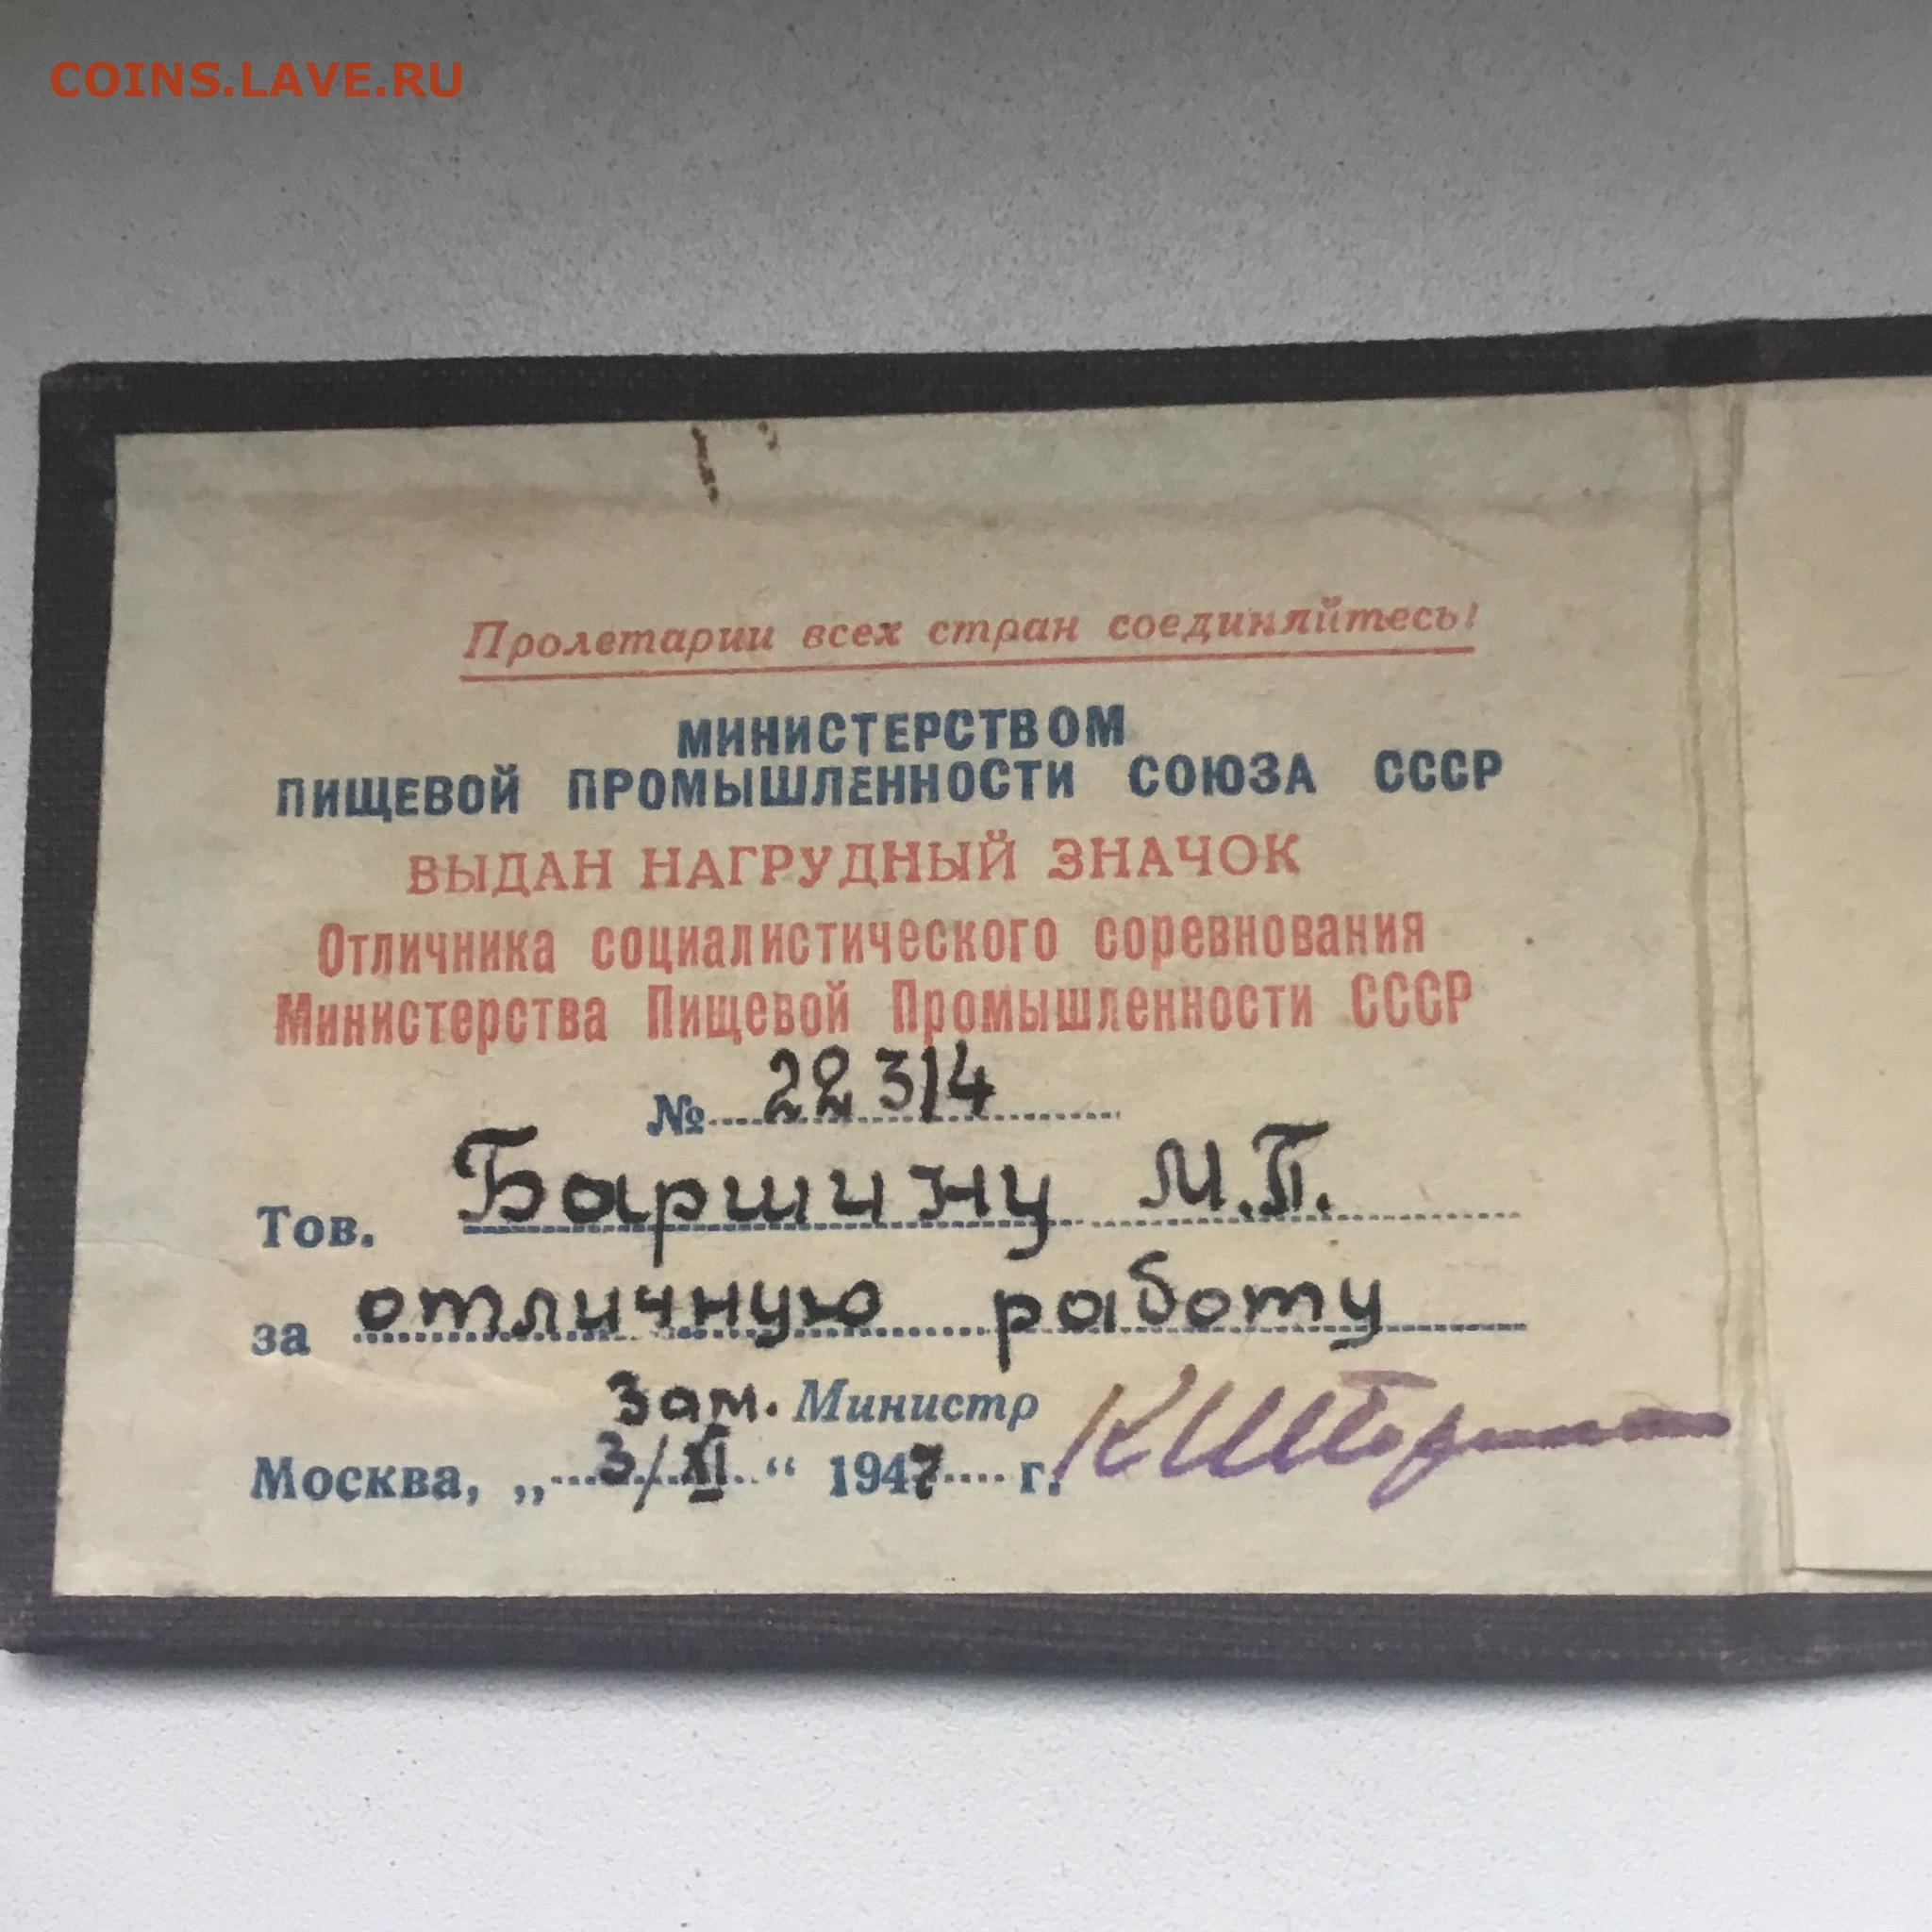 COINS.LAVE.RU
Пролетарии всех стран соединяйтесь!
МИНИСТЕРСТВОМ
ПИЩЕВОЙ ПРОМЫШЛЕННОСТИ СОЮЗА СССР
ВЫДАН НАГРУДНЫЙ ЗНАЧОК
Отличника социалистического соревнования
Министерства Пищевой Промышленности СССР
№ 22314
Тов. Баршину М.П.
за отличную работу
Зам. Министр
Москва, „3/XI“ 1947 г.